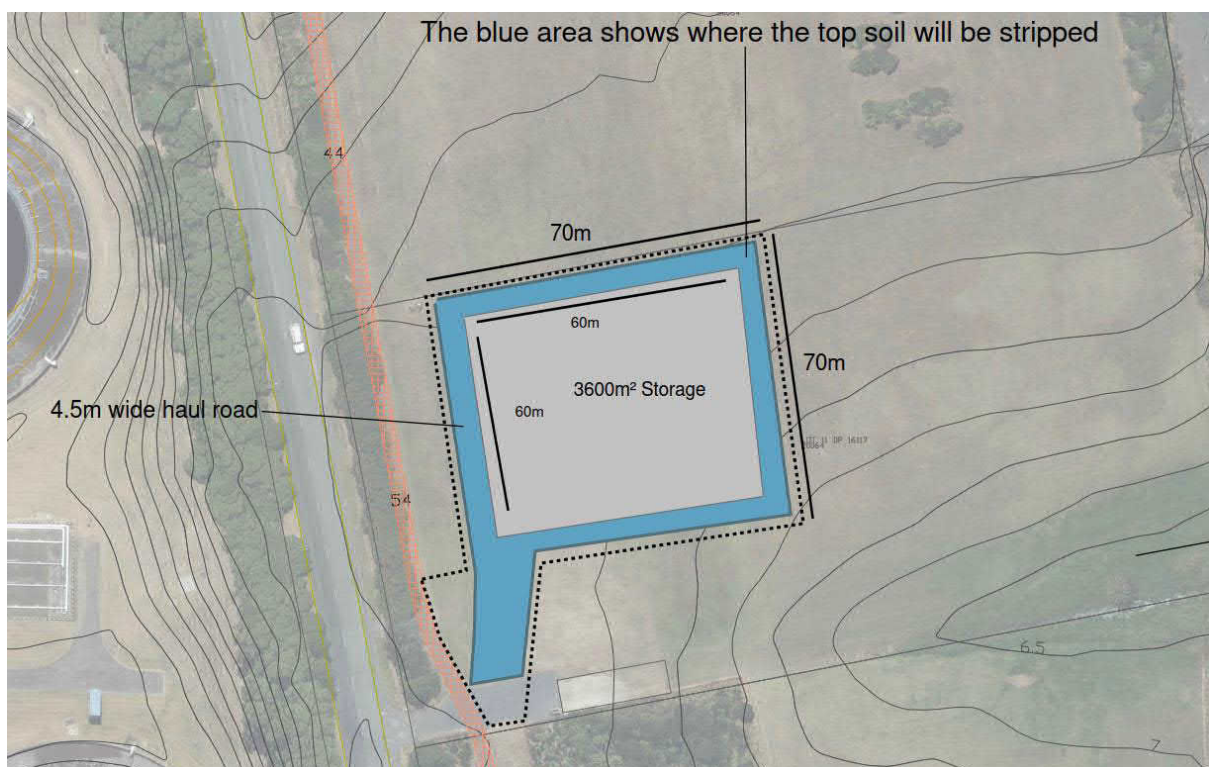 The blue area shows where the top soil will be stripped
44
70m
60m
70m
3600m² Storage
60m
4.5m wide haul road
54
6.5
7